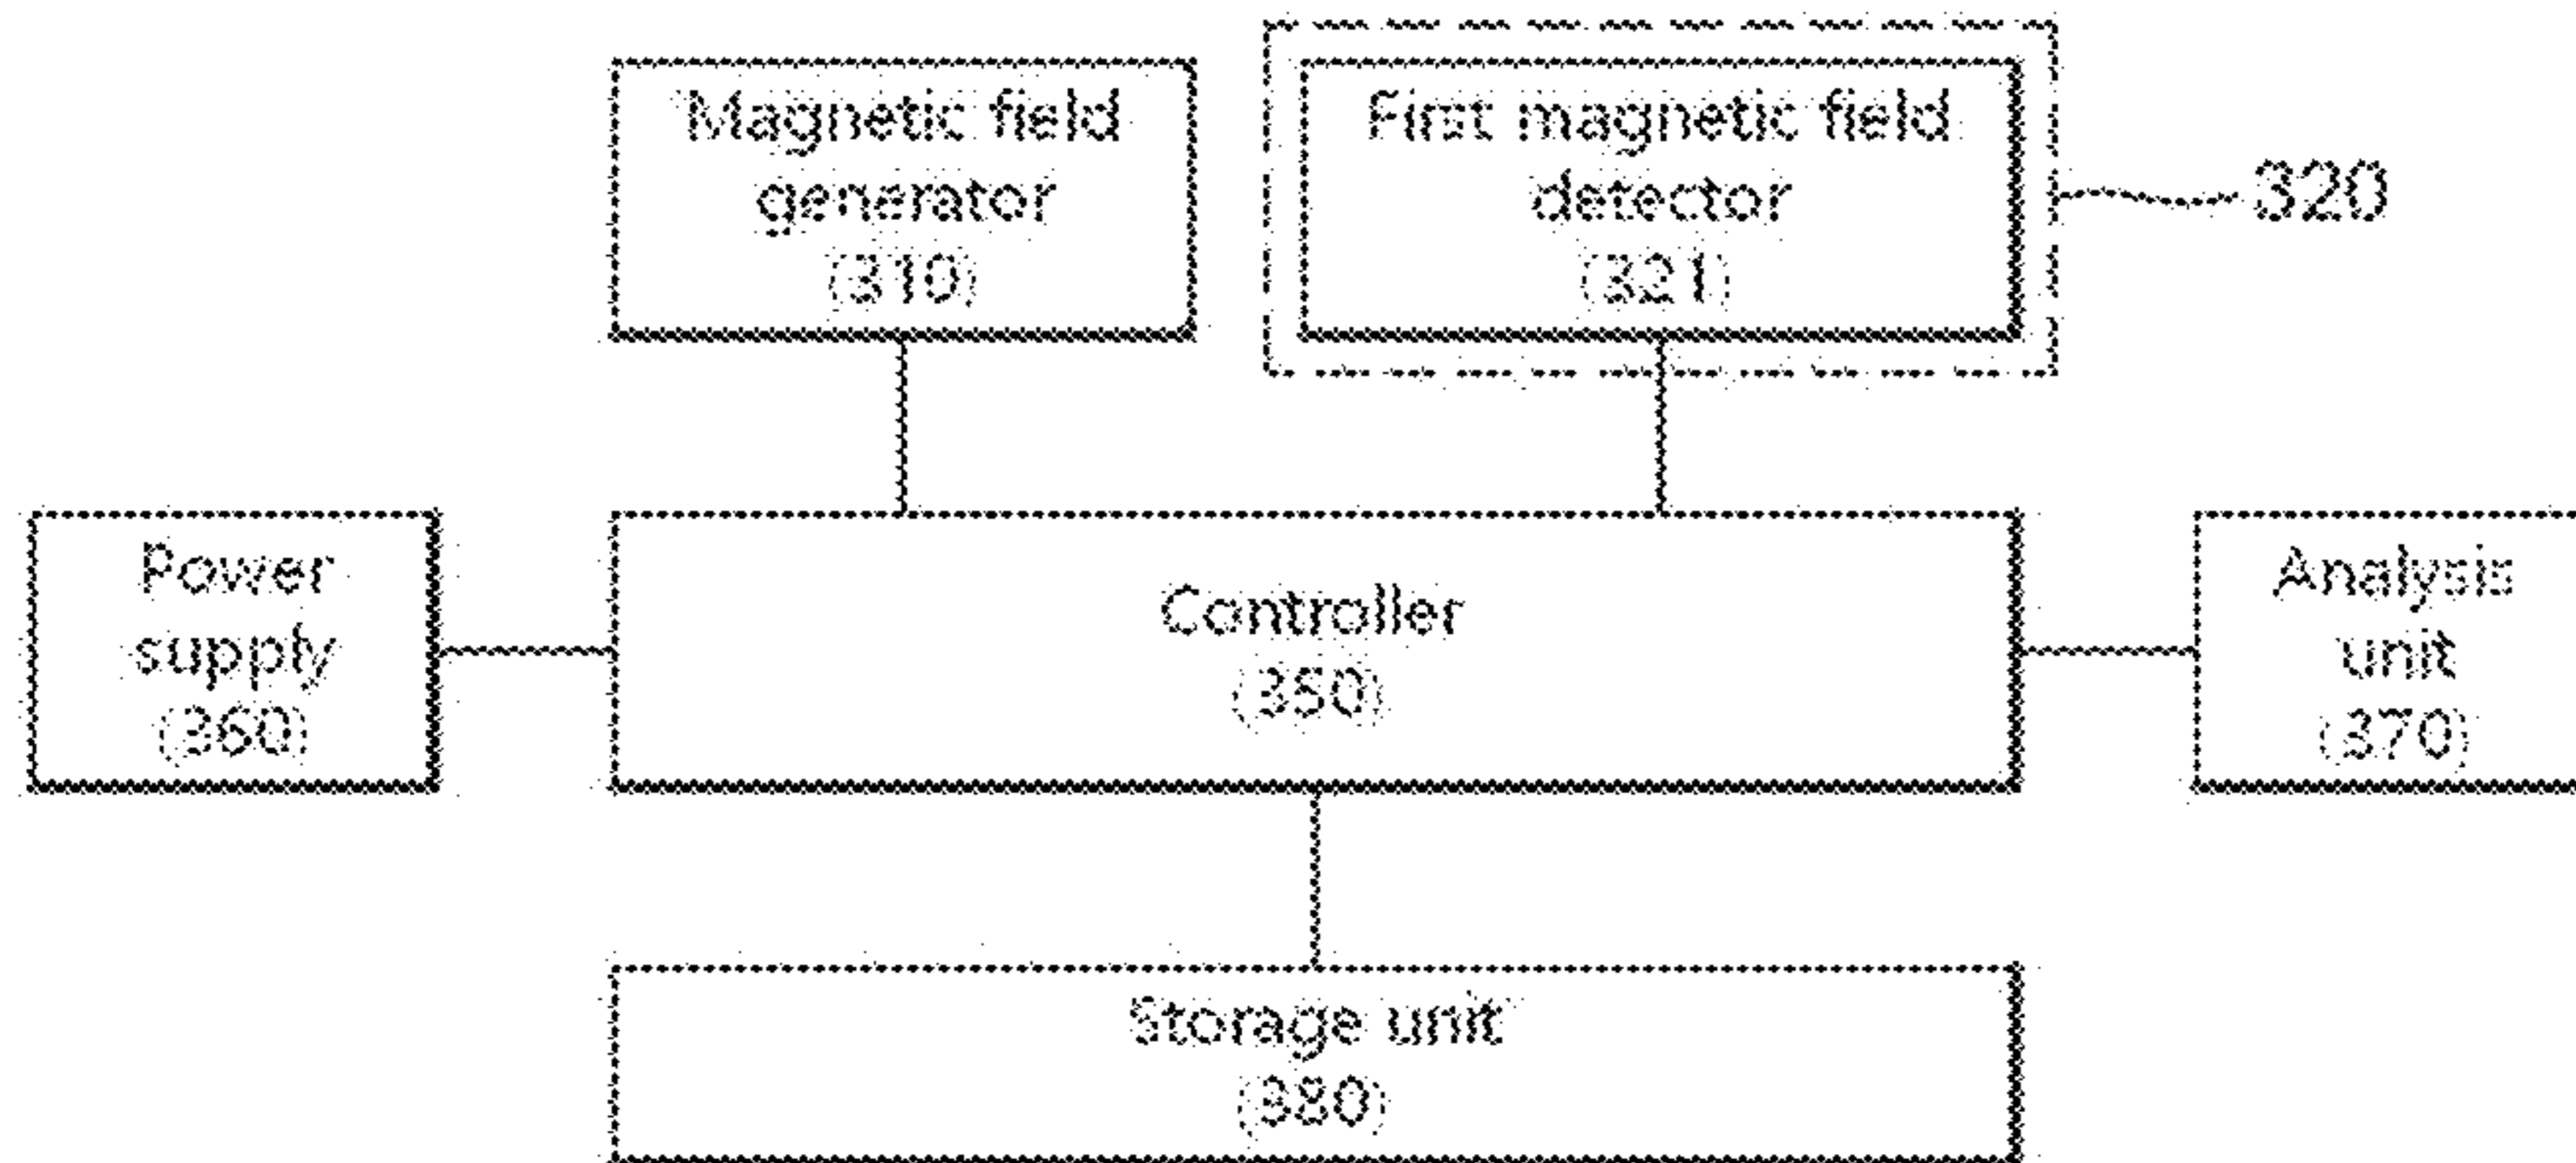 Magnetic field
generator
(310)
First magnetic field
detector
(321)
320
Power
supply
(360)
Controller
(350)
Analysis
unit
(370)
Storage unit
(380)